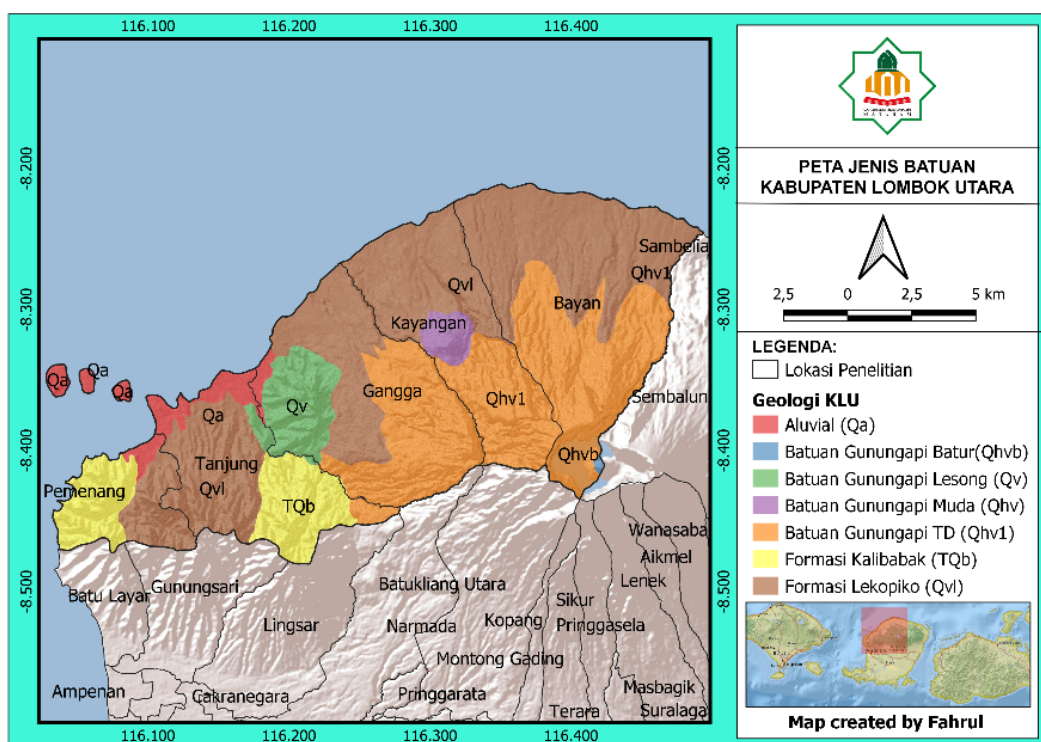 116.100 116.200 116.300 116.400
-8.200
-8.300
-8.400
-8.500
-8.200
-8.300
-8.400
-8.500
Sambelia
Qhv1
Qvl
Bayan
Kayangan
Qa
Qa
Qa
Gangga
Qhv1
Sembalun
Qv
Qa
Qhvb
Tanjung
Pemenang
Qvl
TQb
Wanasaba
Aikmel
Lenek
Batu Layar
Gunungsari
Batukliang Utara
Sikur
Lingsar
Narmada
Kopang
Pringgasela
Montong Gading
Ampenan
Cakranegara
Pringgarata
Masbagik
Terara
Suralaga
116.100 116.200 116.300 116.400
PETA JENIS BATUAN
KABUPATEN LOMBOK UTARA
2,5 0 2,5 5 km
LEGENDA:
Lokasi Penelitian
Geologi KLU
Aluvial (Qa)
Batuan Gunungapi Batur(Qhvb)
Batuan Gunungapi Lesong (Qv)
Batuan Gunungapi Muda (Qhv)
Batuan Gunungapi TD (Qhv1)
Formasi Kalibabak (TQb)
Formasi Lekopiko (Qvl)
Map created by Fahrul